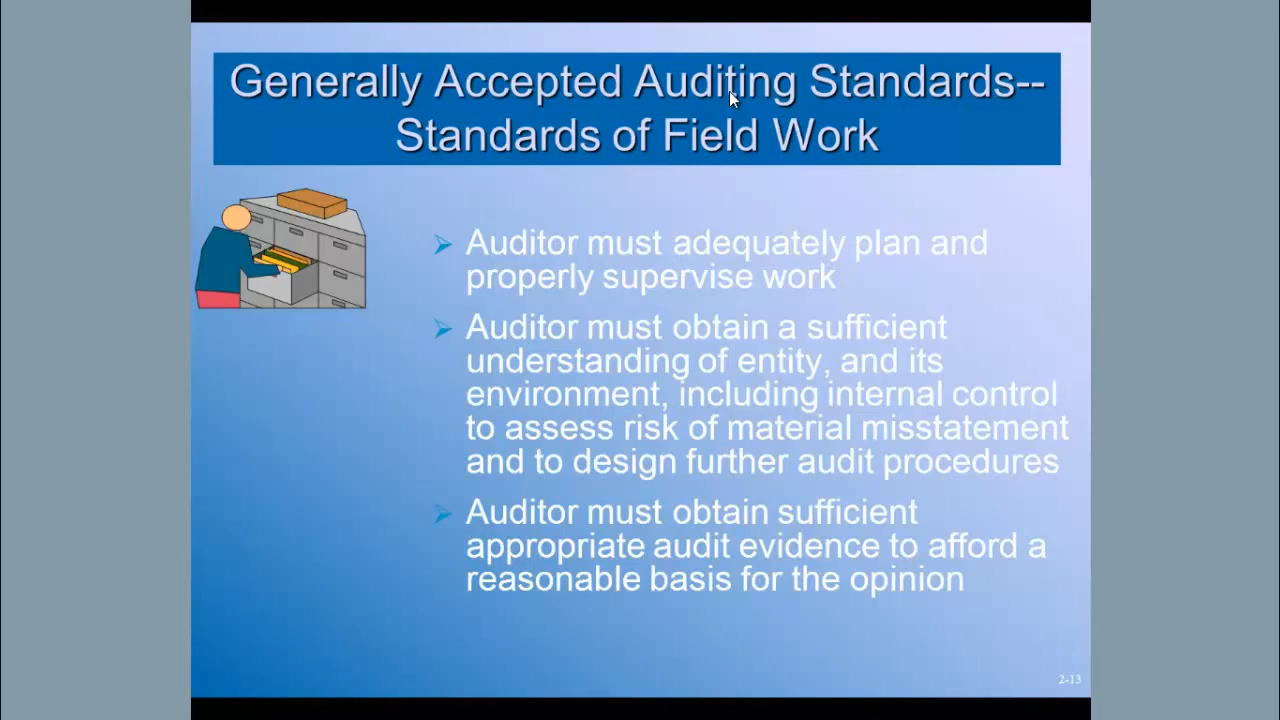 Generally Accepted Auditing Standards--
Standards of Field Work
Auditor must adequately plan and
properly supervise work
Auditor must obtain a sufficient
understanding of entity, and its
environment, including internal control
to assess risk of material misstatement
and to design further audit procedures
Auditor must obtain sufficient
appropriate audit evidence to afford a
reasonable basis for the opinion
2-13